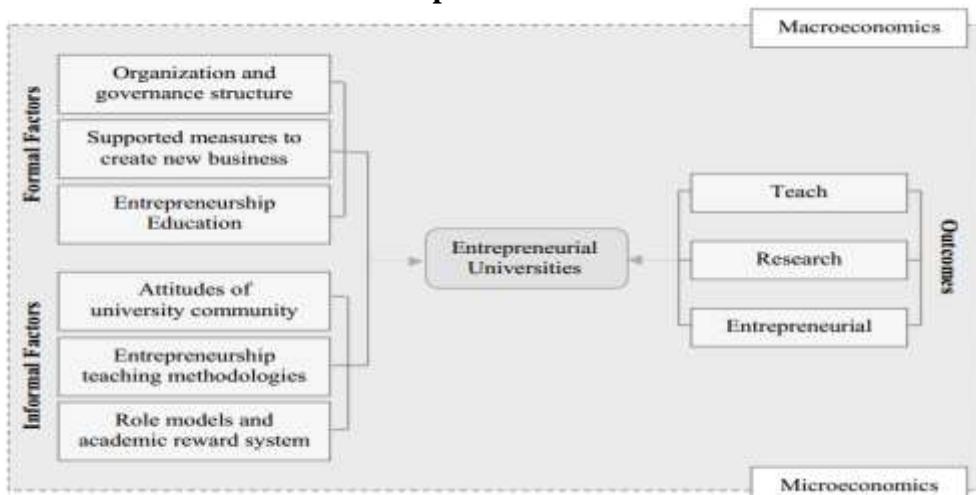 Macroeconomics
Formal Factors
Organization and
governance structure
Supported measures to
create new business
Entrepreneurship
Education
Informal Factors
Attitudes of
university community
Entrepreneurship
teaching methodologies
Role models and
academic reward system
Entrepreneurial
Universities
Teach
Research
Entrepreneurial
Outcomes
Microeconomics